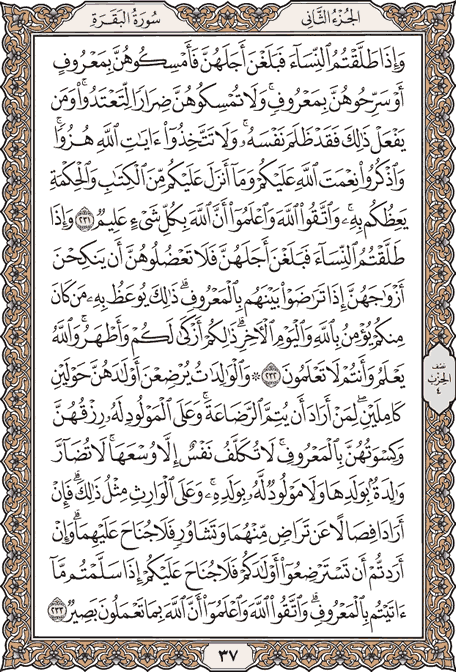 الجزء الثاني
سورة البقرة
وَإِذَا طَلَّقْتُمُ ٱلنِّسَآءَ فَبَلَغْنَ أَجَلَهُنَّ فَأَمْسِكُوهُنَّ بِمَعْرُوفٍ
أَوْ سَرِّحُوهُنَّ بِمَعْرُوفٍ ۚ وَلَا تُمْسِكُوهُنَّ ضِرَارًا لِّتَعْتَدُوا۟ ۚ وَمَن
يَفْعَلْ ذَٰلِكَ فَقَدْ ظَلَمَ نَفْسَهُۥ ۚ وَلَا تَتَّخِذُوٓا۟ ءَايَـٰتِ ٱللَّهِ هُزُوًا ۚ
وَٱذْكُرُوا۟ نِعْمَتَ ٱللَّهِ عَلَيْكُمْ وَمَآ أَنزَلَ عَلَيْكُم مِّنَ ٱلْكِتَـٰبِ وَٱلْحِكْمَةِ
يَعِظُكُم بِهِۦ ۚ وَٱتَّقُوا۟ ٱللَّهَ وَٱعْلَمُوٓا۟ أَنَّ ٱللَّهَ بِكُلِّ شَىْءٍ عَلِيمٌ ٢٣١ وَإِذَا
طَلَّقْتُمُ ٱلنِّسَآءَ فَبَلَغْنَ أَجَلَهُنَّ فَلَا تَعْضُلُوهُنَّ أَن يَنكِحْنَ
أَزْوَٰجَهُنَّ إِذَا تَرَٰضَوْا۟ بَيْنَهُم بِٱلْمَعْرُوفِ ۗ ذَٰلِكَ يُوعَظُ بِهِۦ مَن كَانَ
مِنكُمْ يُؤْمِنُ بِٱللَّهِ وَٱلْيَوْمِ ٱلْـَٔاخِرِ ۗ ذَٰلِكُمْ أَزْكَىٰ لَكُمْ وَأَطْهَرُ ۗ وَٱللَّهُ
يَعْلَمُ وَأَنتُمْ لَا تَعْلَمُونَ ٢٣٢ ۞ وَٱلْوَٰلِدَٰتُ يُرْضِعْنَ أَوْلَـٰدَهُنَّ حَوْلَيْنِ
كَامِلَيْنِ ۖ لِمَنْ أَرَادَ أَن يُتِمَّ ٱلرَّضَاعَةَ ۚ وَعَلَى ٱلْمَوْلُودِ لَهُۥ رِزْقُهُنَّ
وَكِسْوَتُهُنَّ بِٱلْمَعْرُوفِ ۚ لَا تُكَلَّفُ نَفْسٌ إِلَّا وُسْعَهَا ۚ لَا تُضَآرَّ
وَٰلِدَةٌۢ بِوَلَدِهَا وَلَا مَوْلُودٌ لَّهُۥ بِوَلَدِهِۦ ۚ وَعَلَى ٱلْوَارِثِ مِثْلُ ذَٰلِكَ ۗ فَإِنْ
أَرَادَا فِصَالًا عَن تَرَاضٍ مِّنْهُمَا وَتَشَاوُرٍ فَلَا جُنَاحَ عَلَيْهِمَا ۗ وَإِنْ
أَرَدتُّمْ أَن تَسْتَرْضِعُوٓا۟ أَوْلَـٰدَكُمْ فَلَا جُنَاحَ عَلَيْكُمْ إِذَا سَلَّمْتُم مَّآ
ءَاتَيْتُم بِٱلْمَعْرُوفِ ۗ وَٱتَّقُوا۟ ٱللَّهَ وَٱعْلَمُوٓا۟ أَنَّ ٱللَّهَ بِمَا تَعْمَلُونَ بَصِيرٌ ٢٣٣
نصف
الحزب
٤
٣٧